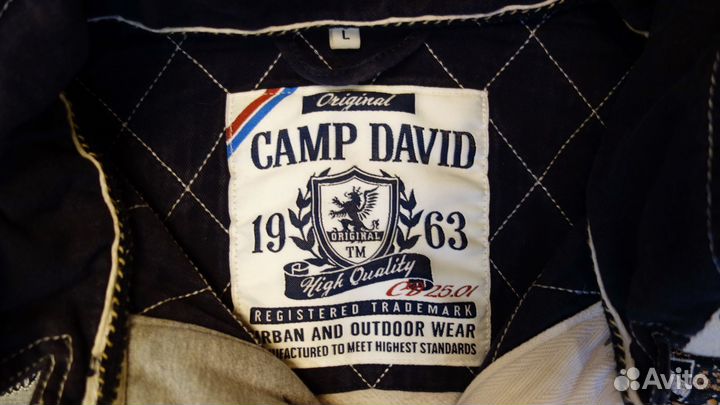 L
Original
CAMP DAVID
19 63
ORIGINAL
TM
High Quality
CD 25.01
REGISTERED TRADEMARK
URBAN AND OUTDOOR WEAR
MANUFACTURED TO MEET HIGHEST STANDARDS
Avito